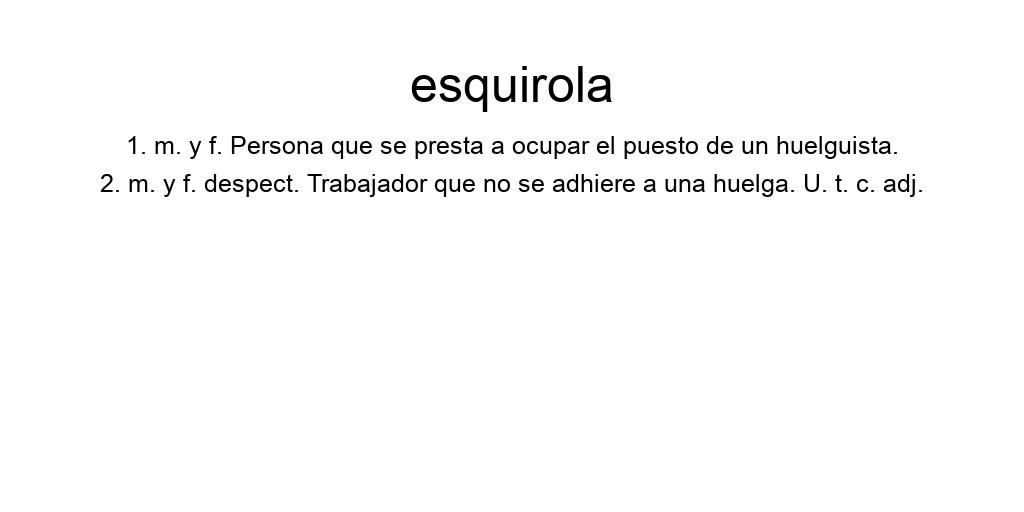 esquirola
1. m. y f. Persona que se presta a ocupar el puesto de un huelguista.
2. m. y f. despect. Trabajador que no se adhiere a una huelga. U. t. c. adj.